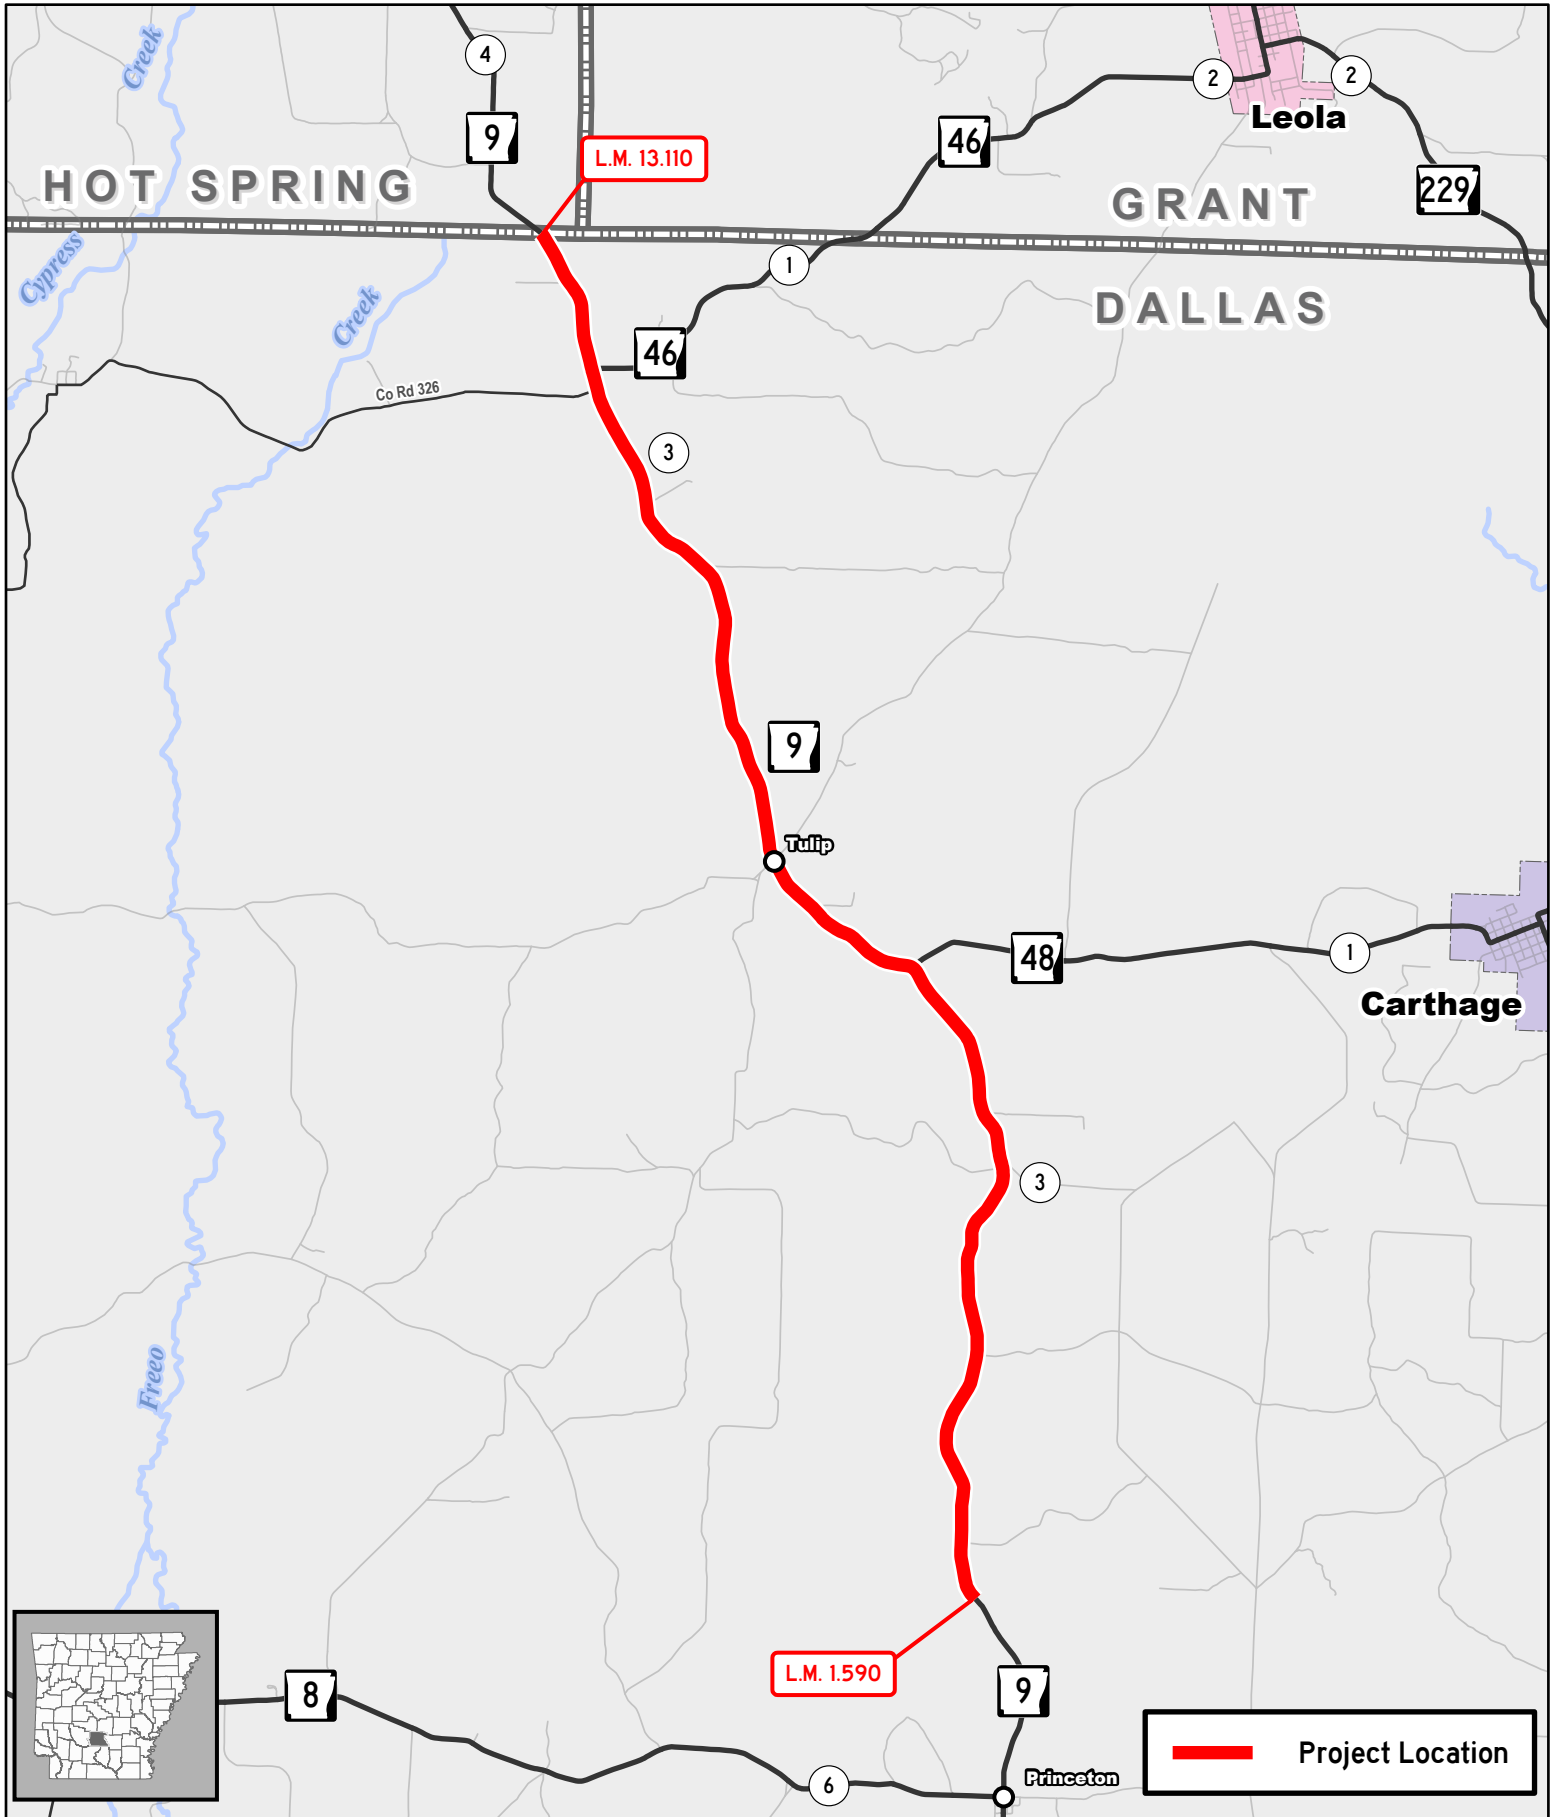 Creek
4
2
2
Leola
9
46
L.M. 13.110
HOT SPRING
GRANT
229
Cypress
1
DALLAS
Creek
46
Co Rd 326
3
9
Tulip
48
1
Carthage
3
Freeo
L.M. 1.590
8
9
Project Location
6
Princeton